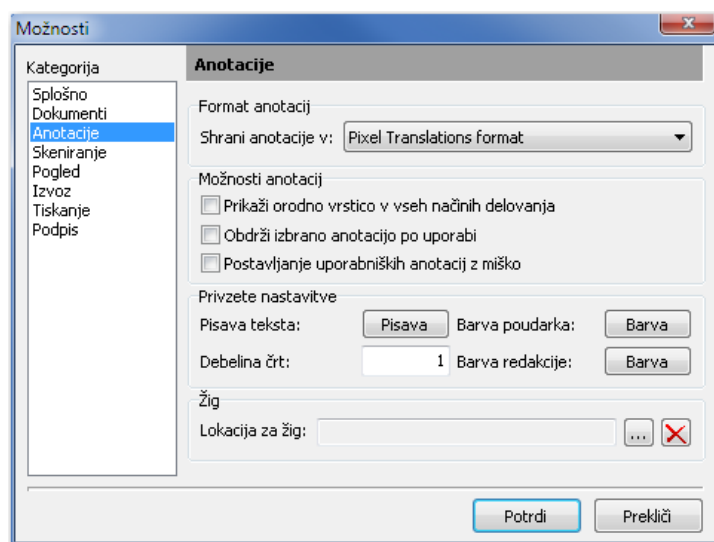 Možnosti
Kategorija
Splošno
Dokumenti
Anotacije
Skeniranje
Pogled
Izvoz
Tiskanje
Podpis
Anotacije
Format anotacij
Shrani anotacije v: Pixel Translations format
Možnosti anotacij
Prikaži orodno vrstico v vseh načinih delovanja
Obdrži izbrano anotacijo po uporabi
Postavljanje uporabniških anotacij z miško
Privzete nastavitve
Pisava teksta: Pisava Barva poudarka: Barva
Debelina črt: 1 Barva redakcije: Barva
Žig
Lokacija za žig: ...
Potrdi Prekliči